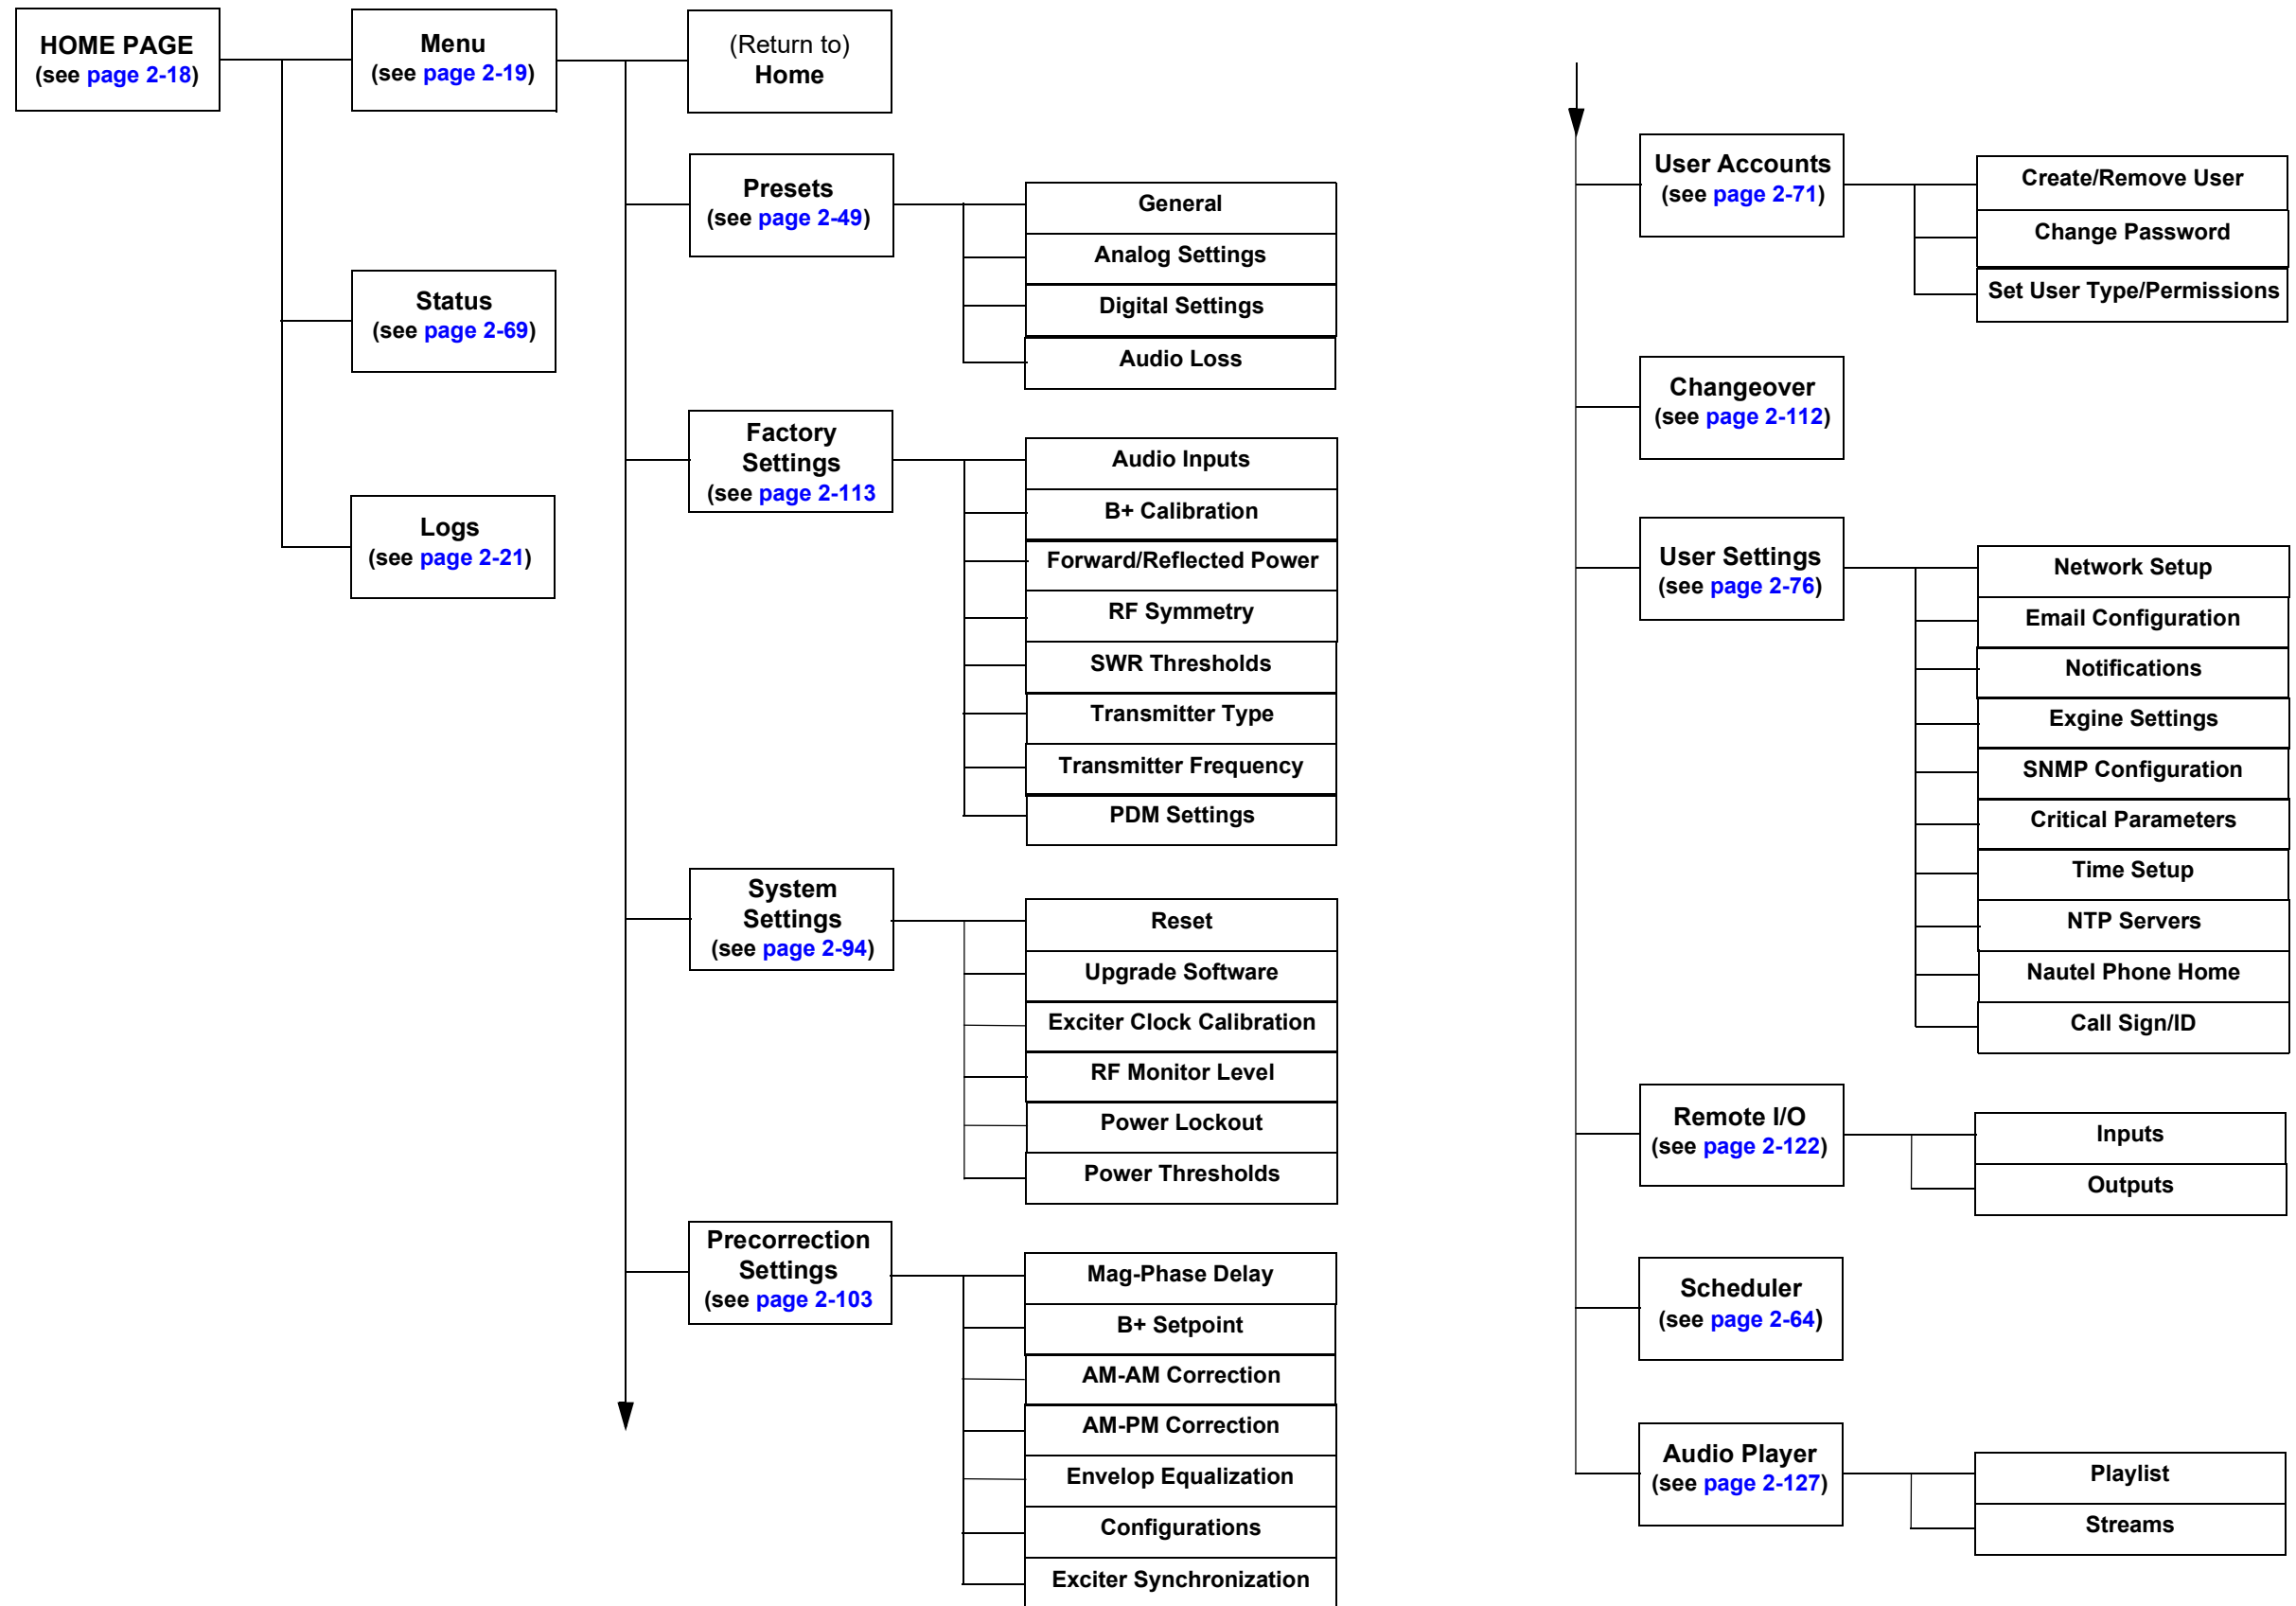 HOME PAGE
(see page 2-18)
Menu
(see page 2-19)
(Return to)
Home
Presets
(see page 2-49)
General
Analog Settings
Digital Settings
Audio Loss
Status
(see page 2-69)
Logs
(see page 2-21)
Factory
Settings
(see page 2-113
Audio Inputs
B+ Calibration
Forward/Reflected Power
RF Symmetry
SWR Thresholds
Transmitter Type
Transmitter Frequency
PDM Settings
System
Settings
(see page 2-94)
Reset
Upgrade Software
Exciter Clock Calibration
RF Monitor Level
Power Lockout
Power Thresholds
Precorrection
Settings
(see page 2-103
Mag-Phase Delay
B+ Setpoint
AM-AM Correction
AM-PM Correction
Envelop Equalization
Configurations
Exciter Synchronization
User Accounts
(see page 2-71)
Create/Remove User
Change Password
Set User Type/Permissions
Changeover
(see page 2-112)
User Settings
(see page 2-76)
Network Setup
Email Configuration
Notifications
Exgine Settings
SNMP Configuration
Critical Parameters
Time Setup
NTP Servers
Nautel Phone Home
Call Sign/ID
Remote I/O
(see page 2-122)
Inputs
Outputs
Scheduler
(see page 2-64)
Audio Player
(see page 2-127)
Playlist
Streams